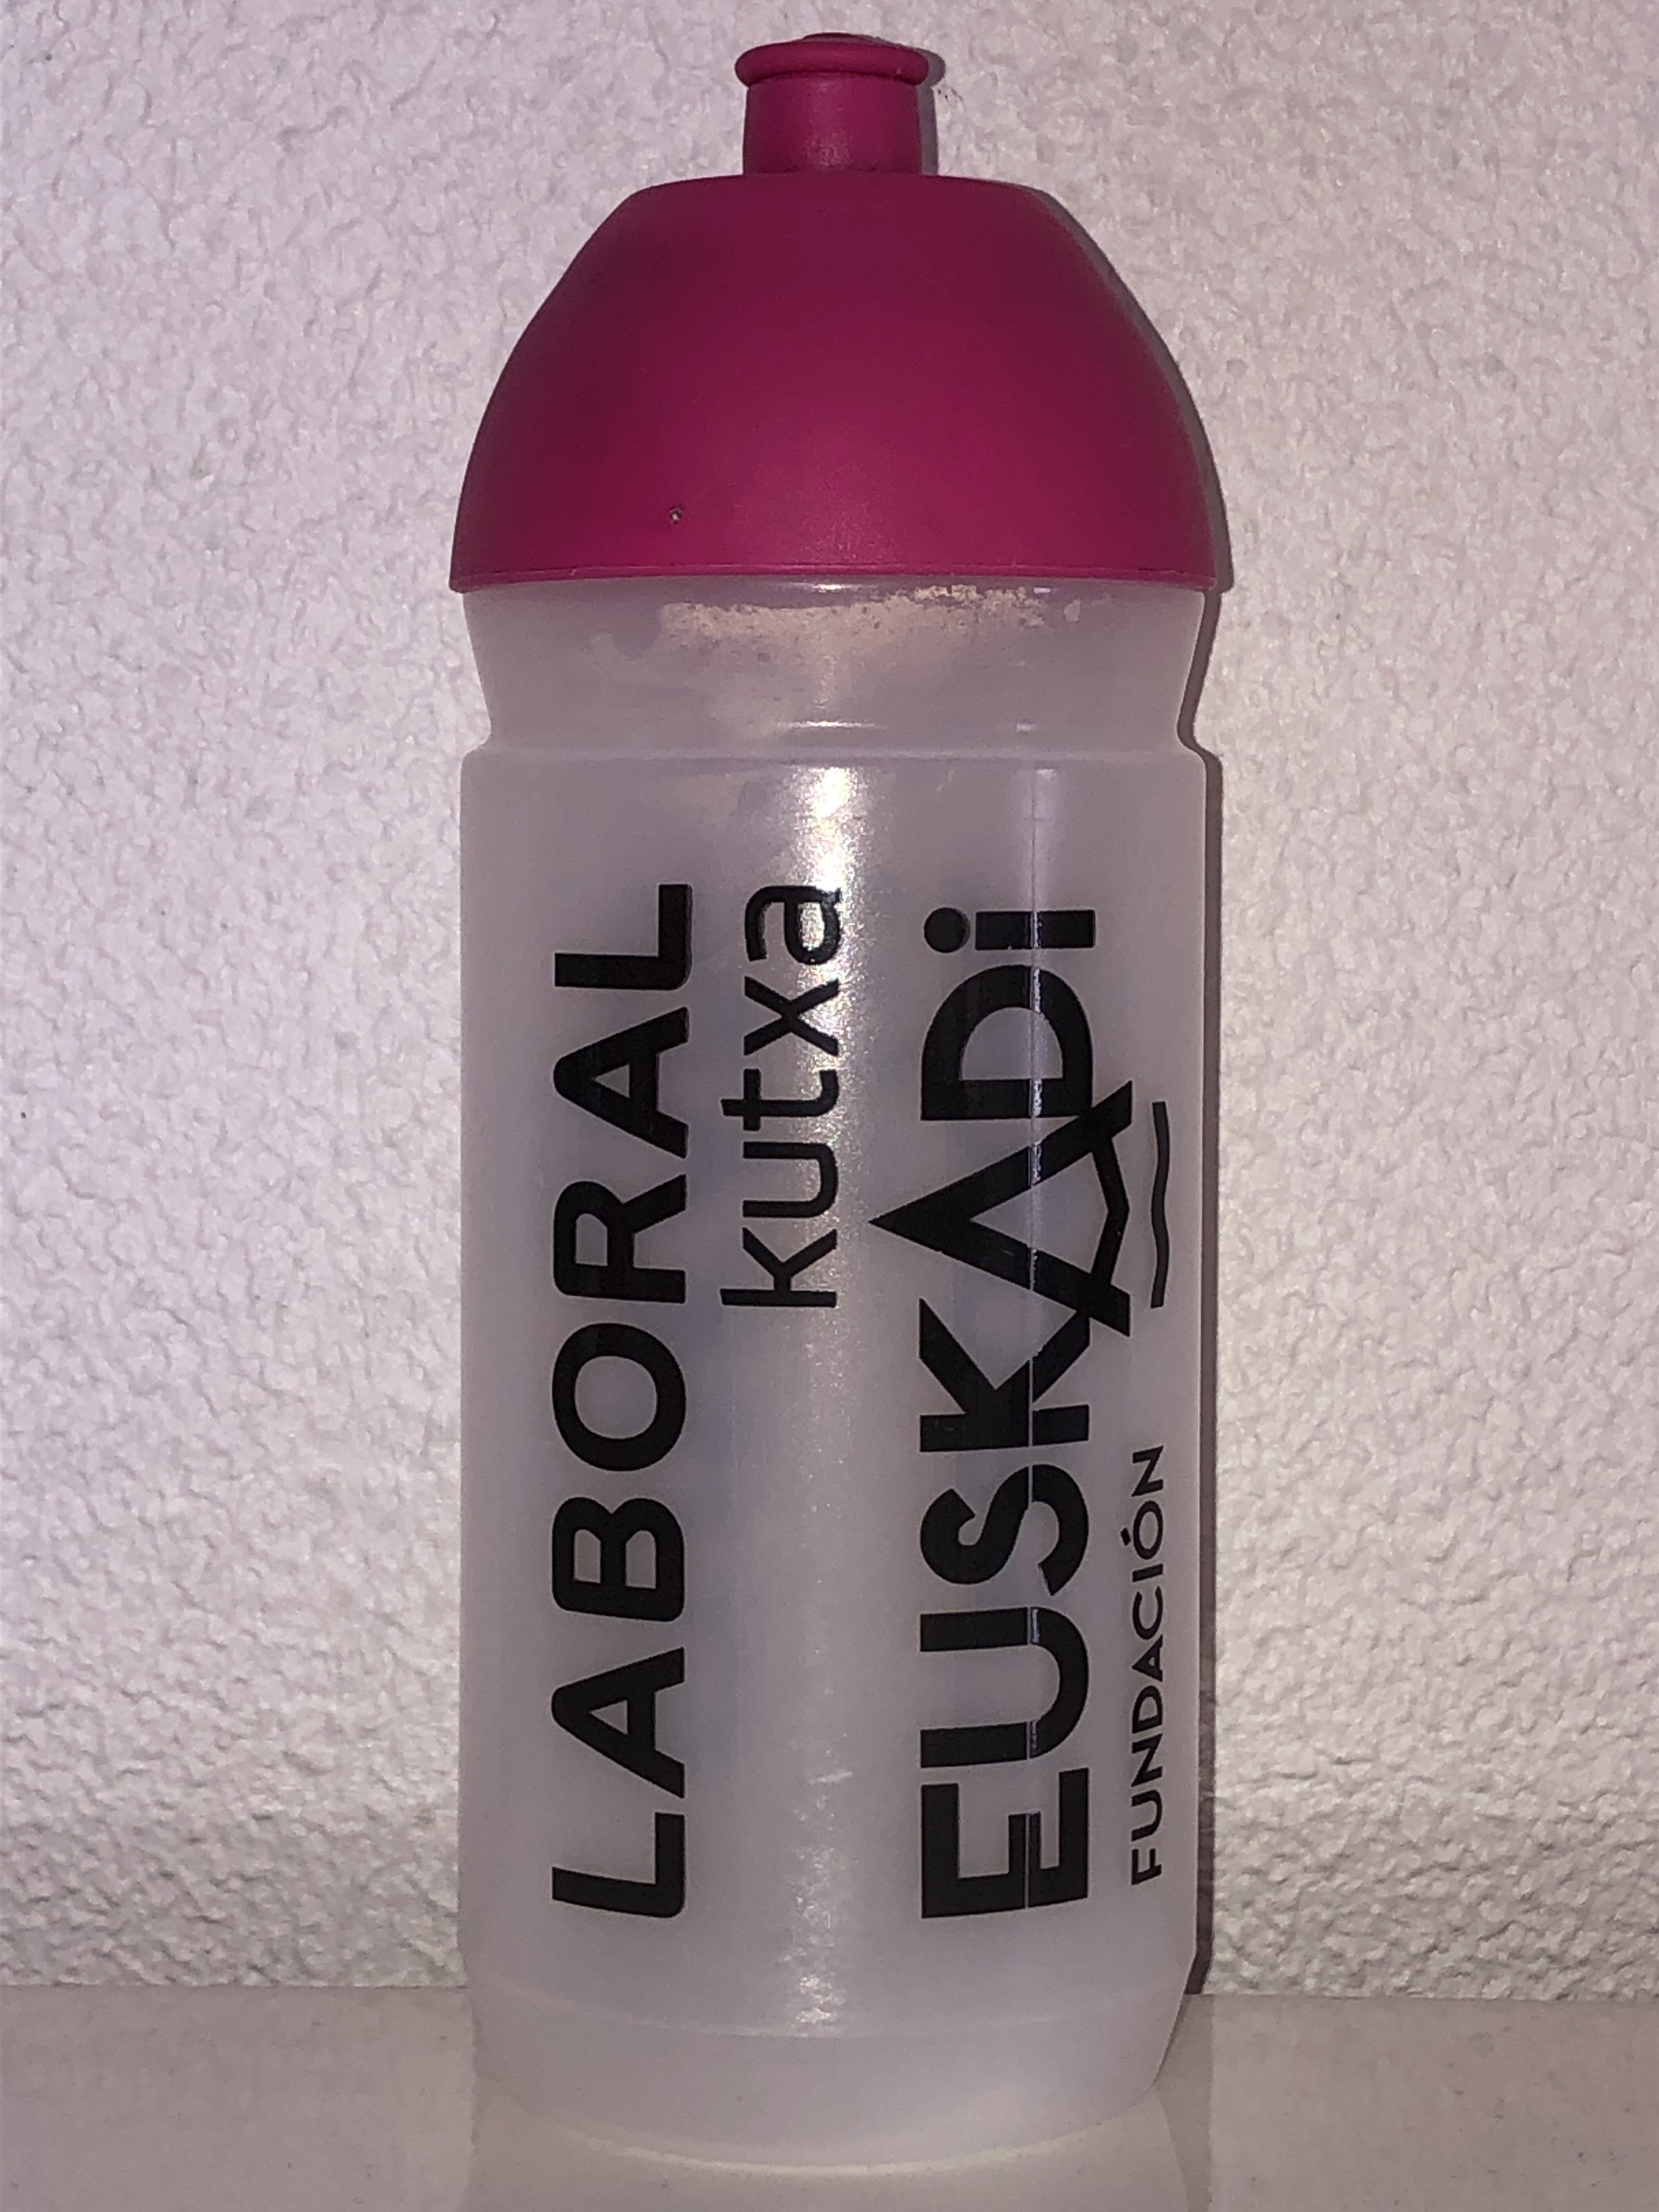 LABORAL
kutxa
EUSKADi
FUNDACIÓN